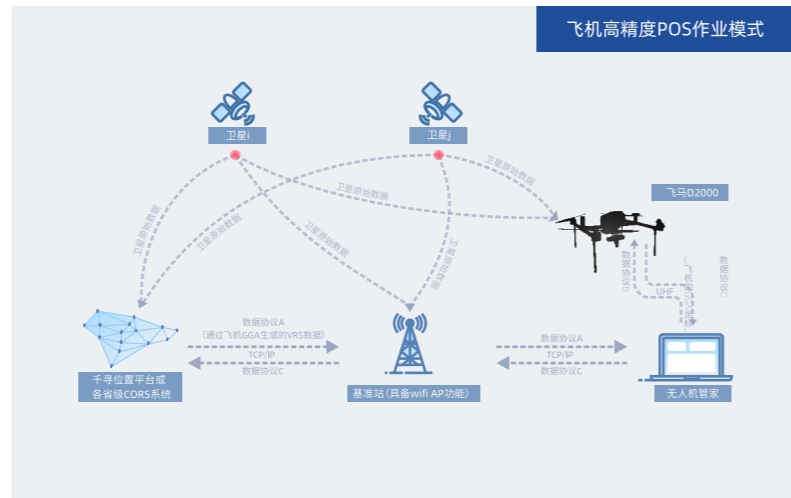 飞机高精度POS作业模式
卫星i
卫星j
卫星原始数据
卫星原始数据
卫星原始数据
卫星原始数据
卫星原始数据
卫星原始数据
飞马D2000
数据协议B
UHF
数据协议C
数据协议A
(通过飞机GGA生成的VRS数据)
TCP/IP
数据协议C
数据协议A
TCP/IP
数据协议C
千寻位置平台或
各省级CORS系统
基准站(具备wifi AP功能)
无人机管家